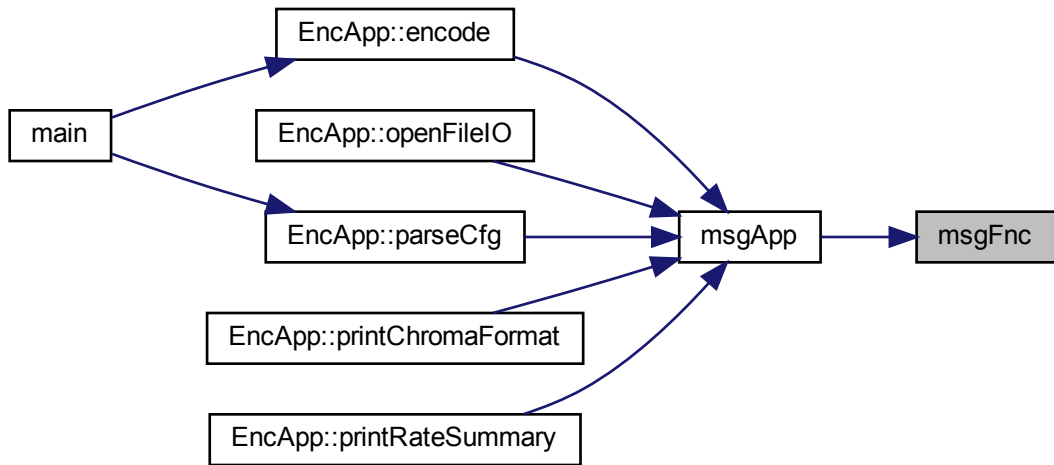 EncApp::encode
EncApp::openFileIO
main
EncApp::parseCfg
msgApp
msgFnc
EncApp::printChromaFormat
EncApp::printRateSummary